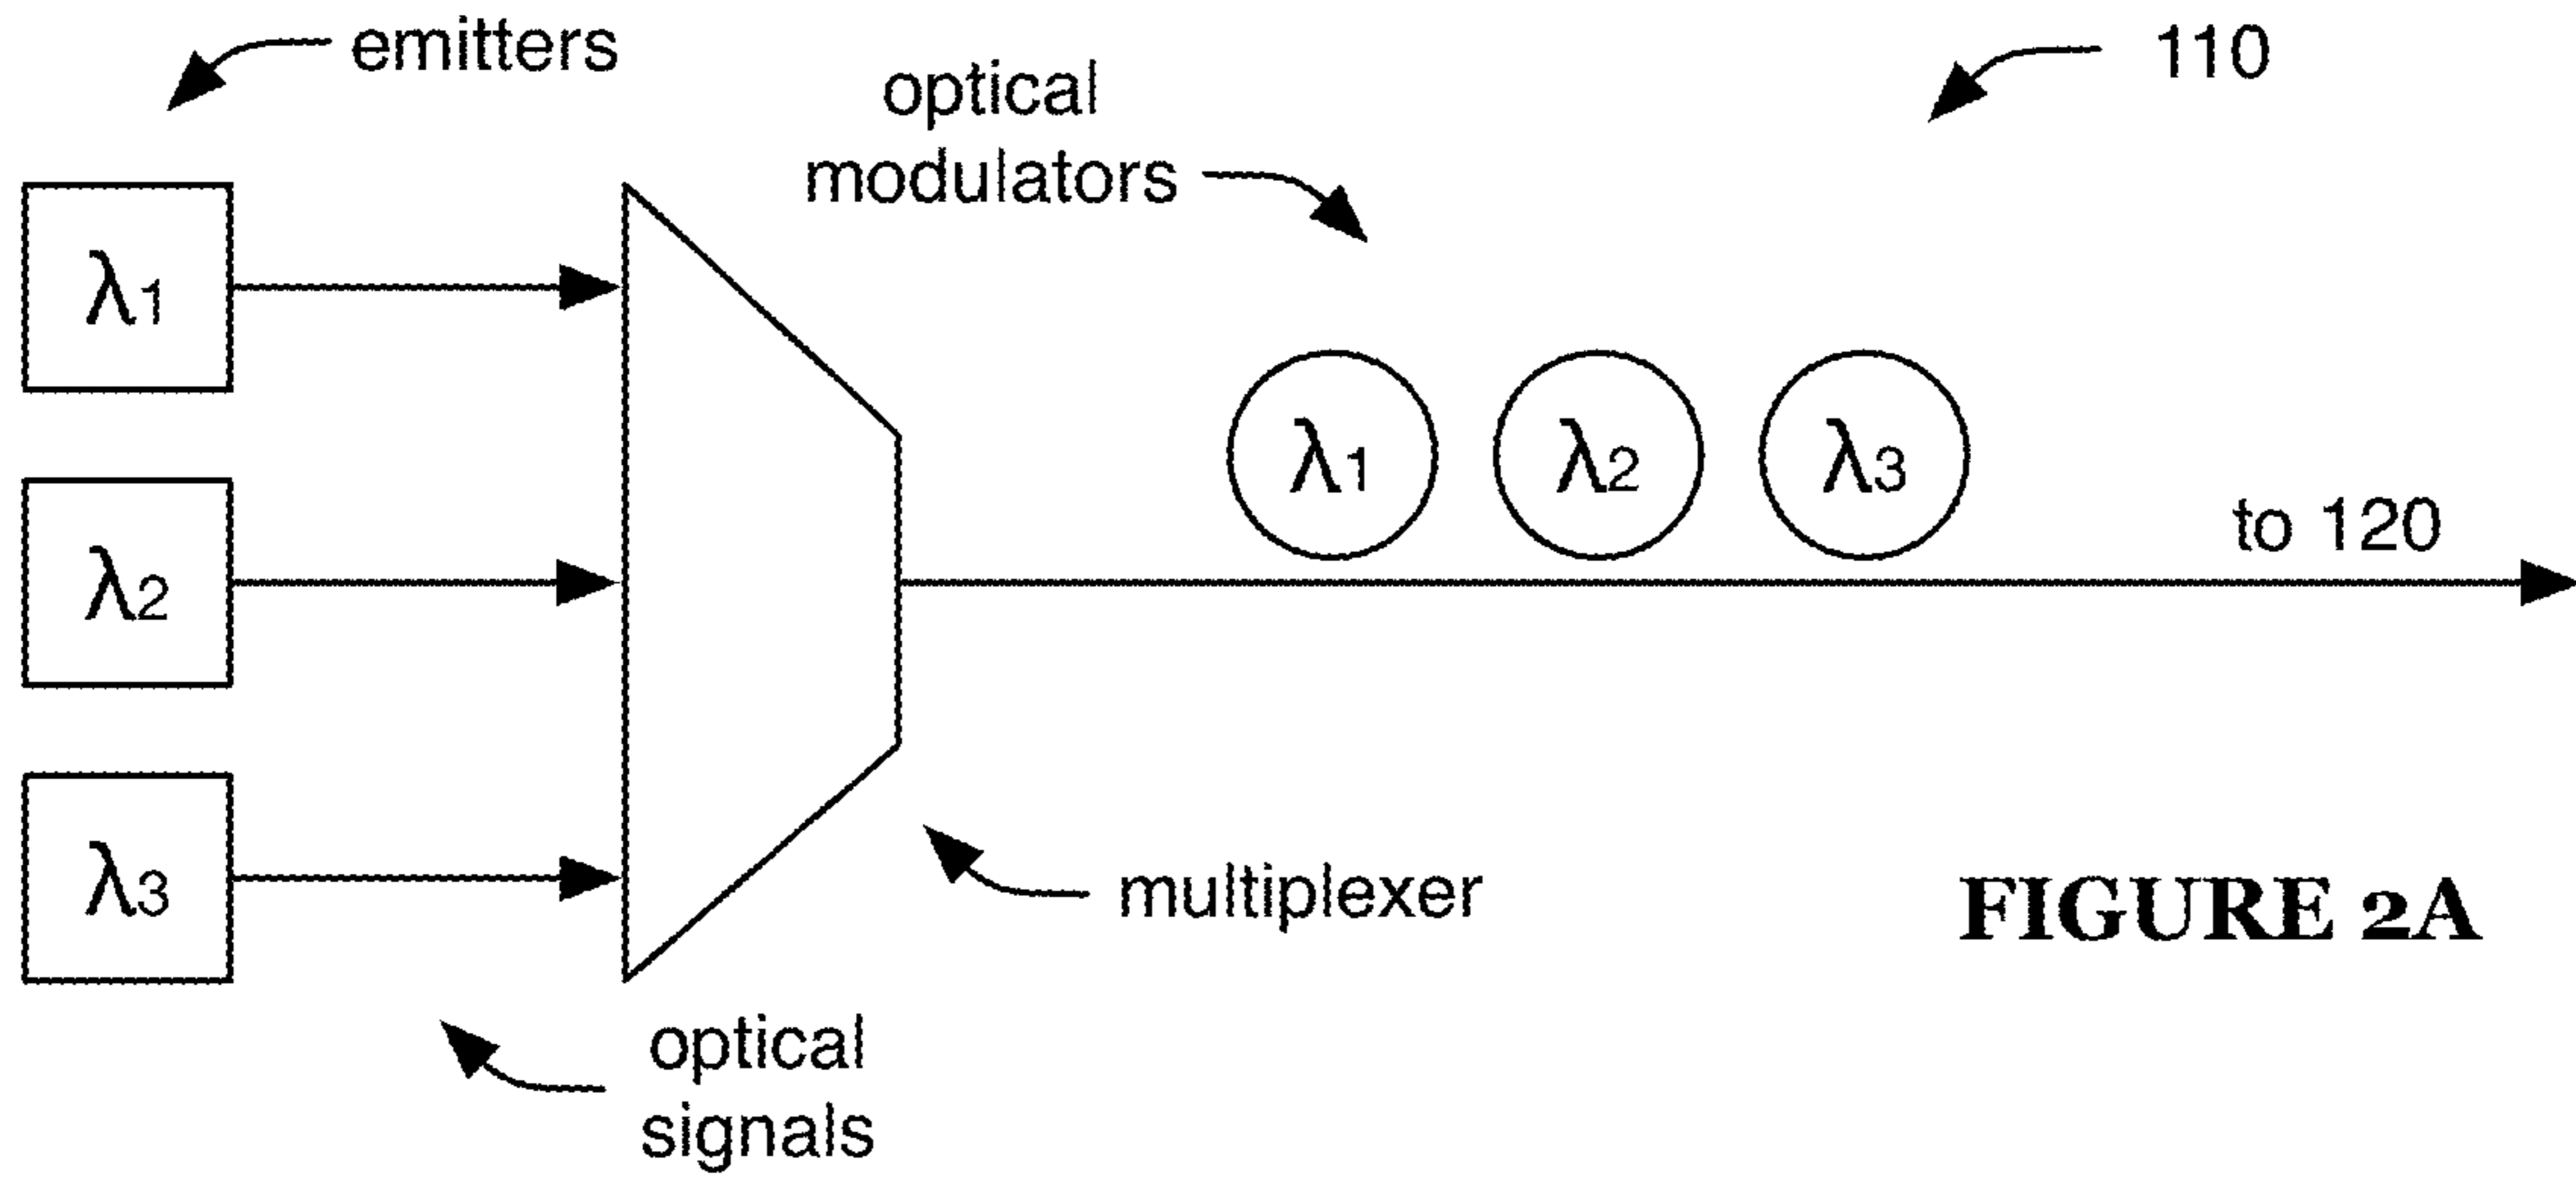 emitters
optical
modulators
110
λ1
λ2
λ3
λ1 λ2 λ3
to 120
multiplexer
optical
signals
FIGURE 2A